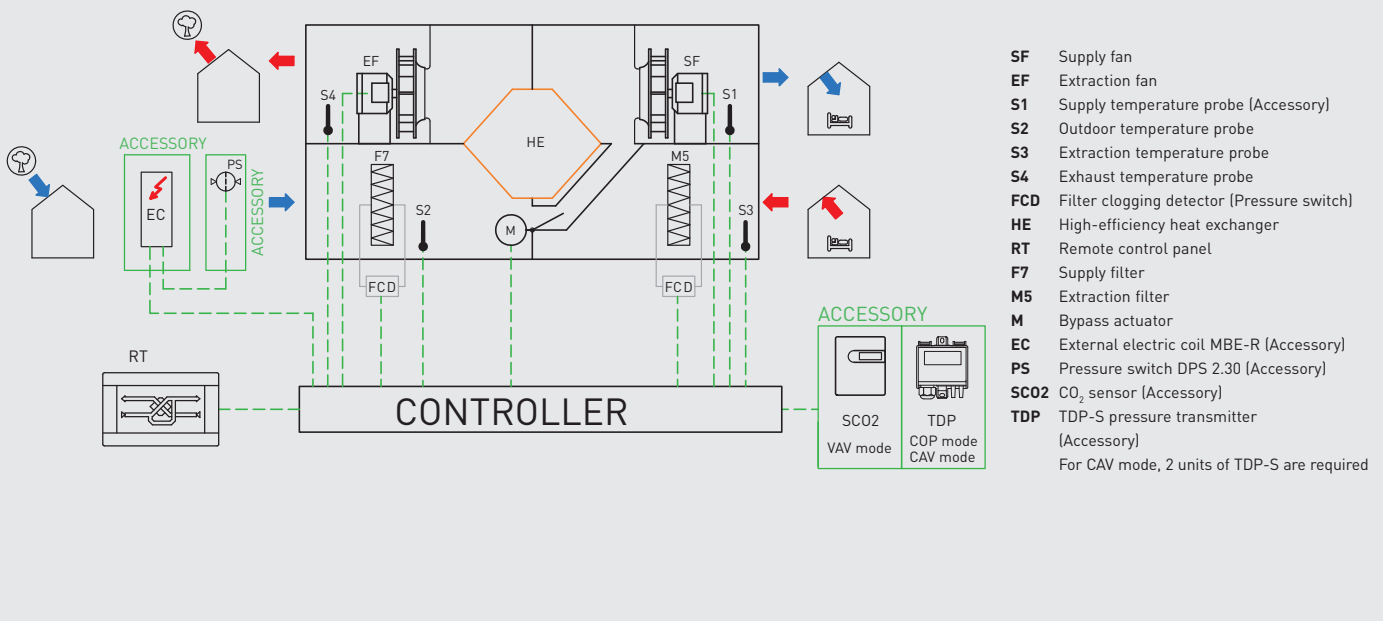 EF
SF
S4
S1
ACCESSORY
PS
ACCESSORY
EC
HE
F7
M5
S2
M
S3
FCD
FCD
RT
CONTROLLER
ACCESSORY
SCO2
VAV mode
TDP
COP mode
CAV mode
SF Supply fan
EF Extraction fan
S1 Supply temperature probe (Accessory)
S2 Outdoor temperature probe
S3 Extraction temperature probe
S4 Exhaust temperature probe
FCD Filter clogging detector (Pressure switch)
HE High-efficiency heat exchanger
RT Remote control panel
F7 Supply filter
M5 Extraction filter
M Bypass actuator
EC External electric coil MBE-R (Accessory)
PS Pressure switch DPS 2.30 (Accessory)
SCO2 CO₂ sensor (Accessory)
TDP TDP-S pressure transmitter
(Accessory)
For CAV mode, 2 units of TDP-S are required